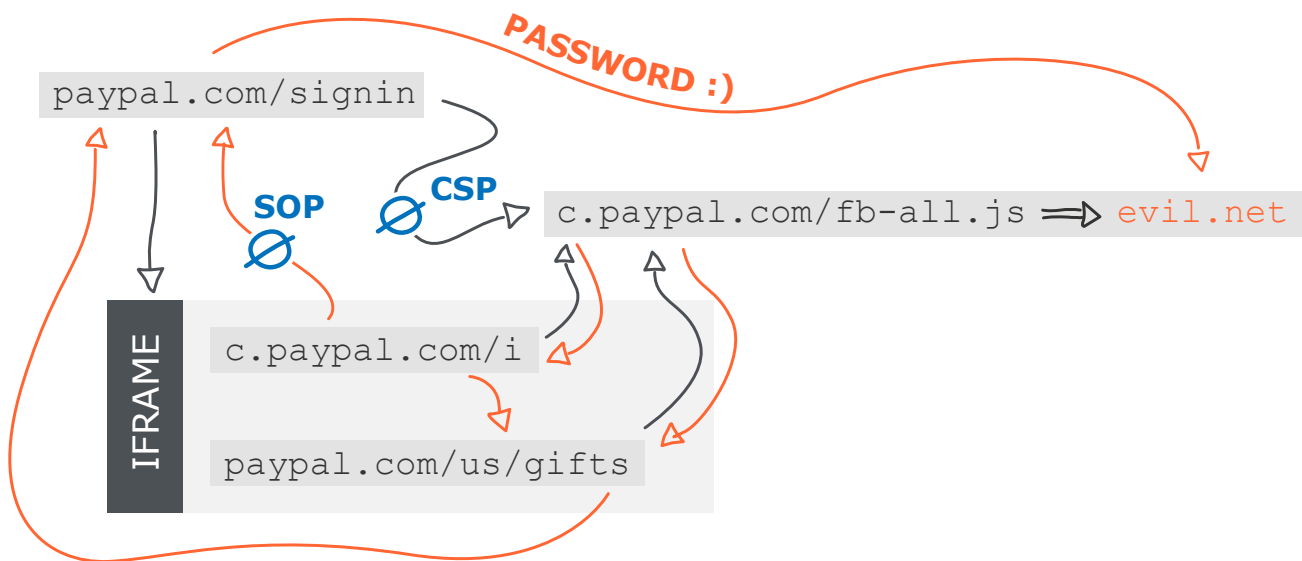 PASSWORD :)
paypal.com/signin
CSP
SOP
c.paypal.com/fb-all.js
evil.net
IFRAME
c.paypal.com/i
paypal.com/us/gifts